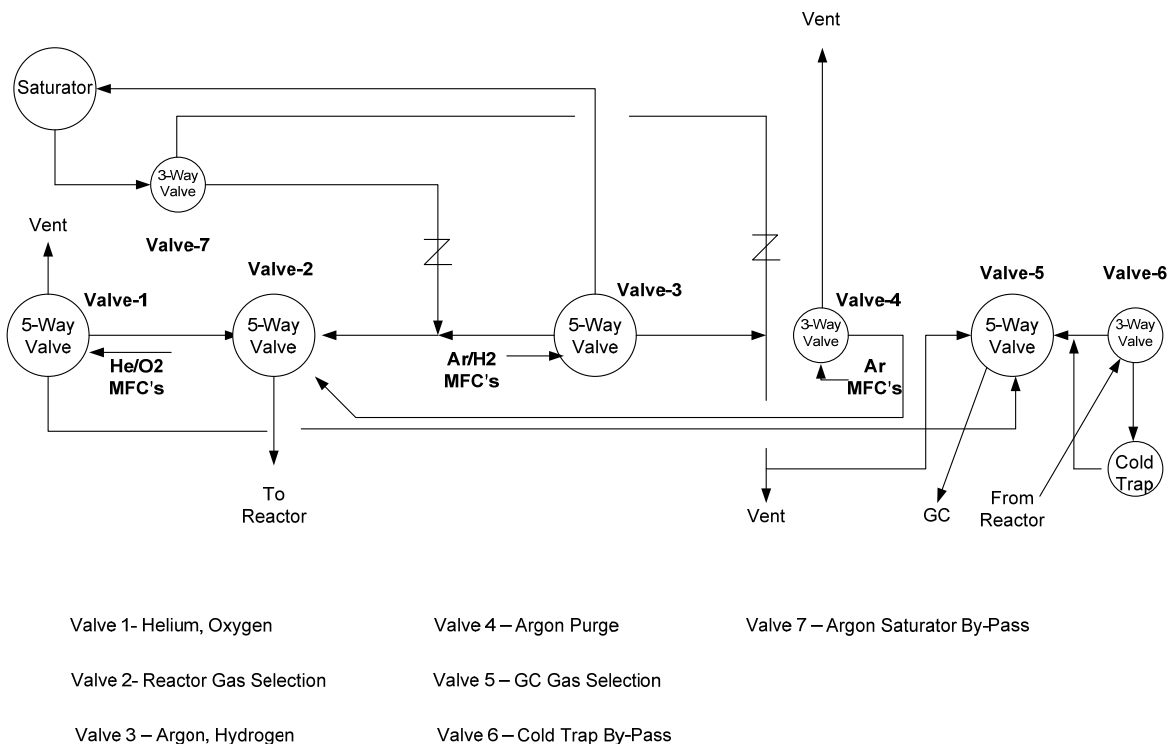 Vent
Saturator
3-Way
Valve
Valve-7
Vent
Valve-1
5-Way
Valve
He/O2
MFC's
Valve-2
5-Way
Valve
To
Reactor
Ar/H2
MFC's
Valve-3
5-Way
Valve
Vent
Valve-4
3-Way
Valve
Ar
MFC's
Valve-5
5-Way
Valve
GC
Valve-6
3-Way
Valve
From
Reactor
Cold
Trap
Valve 1- Helium, Oxygen
Valve 4 – Argon Purge
Valve 7 – Argon Saturator By-Pass
Valve 2- Reactor Gas Selection
Valve 5 – GC Gas Selection
Valve 3 – Argon, Hydrogen
Valve 6 – Cold Trap By-Pass